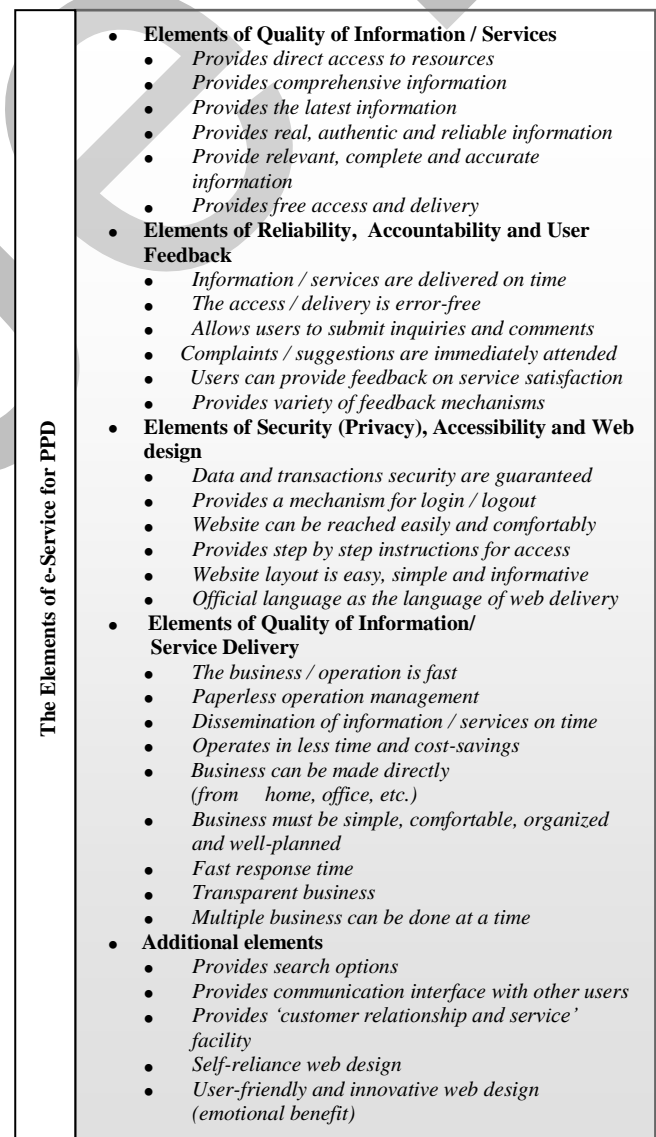 The Elements of e-Service for PPD
● Elements of Quality of Information / Services
● Provides direct access to resources
● Provides comprehensive information
● Provides the latest information
● Provides real, authentic and reliable information
● Provide relevant, complete and accurate
information
● Provides free access and delivery
● Elements of Reliability, Accountability and User
Feedback
● Information / services are delivered on time
● The access / delivery is error-free
● Allows users to submit inquiries and comments
● Complaints / suggestions are immediately attended
● Users can provide feedback on service satisfaction
● Provides variety of feedback mechanisms
● Elements of Security (Privacy), Accessibility and Web
design
● Data and transactions security are guaranteed
● Provides a mechanism for login / logout
● Website can be reached easily and comfortably
● Provides step by step instructions for access
● Website layout is easy, simple and informative
● Official language as the language of web delivery
● Elements of Quality of Information/
Service Delivery
● The business / operation is fast
● Paperless operation management
● Dissemination of information / services on time
● Operates in less time and cost-savings
● Business can be made directly
(from home, office, etc.)
● Business must be simple, comfortable, organized
and well-planned
● Fast response time
● Transparent business
● Multiple business can be done at a time
● Additional elements
● Provides search options
● Provides communication interface with other users
● Provides ‘customer relationship and service’
facility
● Self-reliance web design
● User-friendly and innovative web design
(emotional benefit)